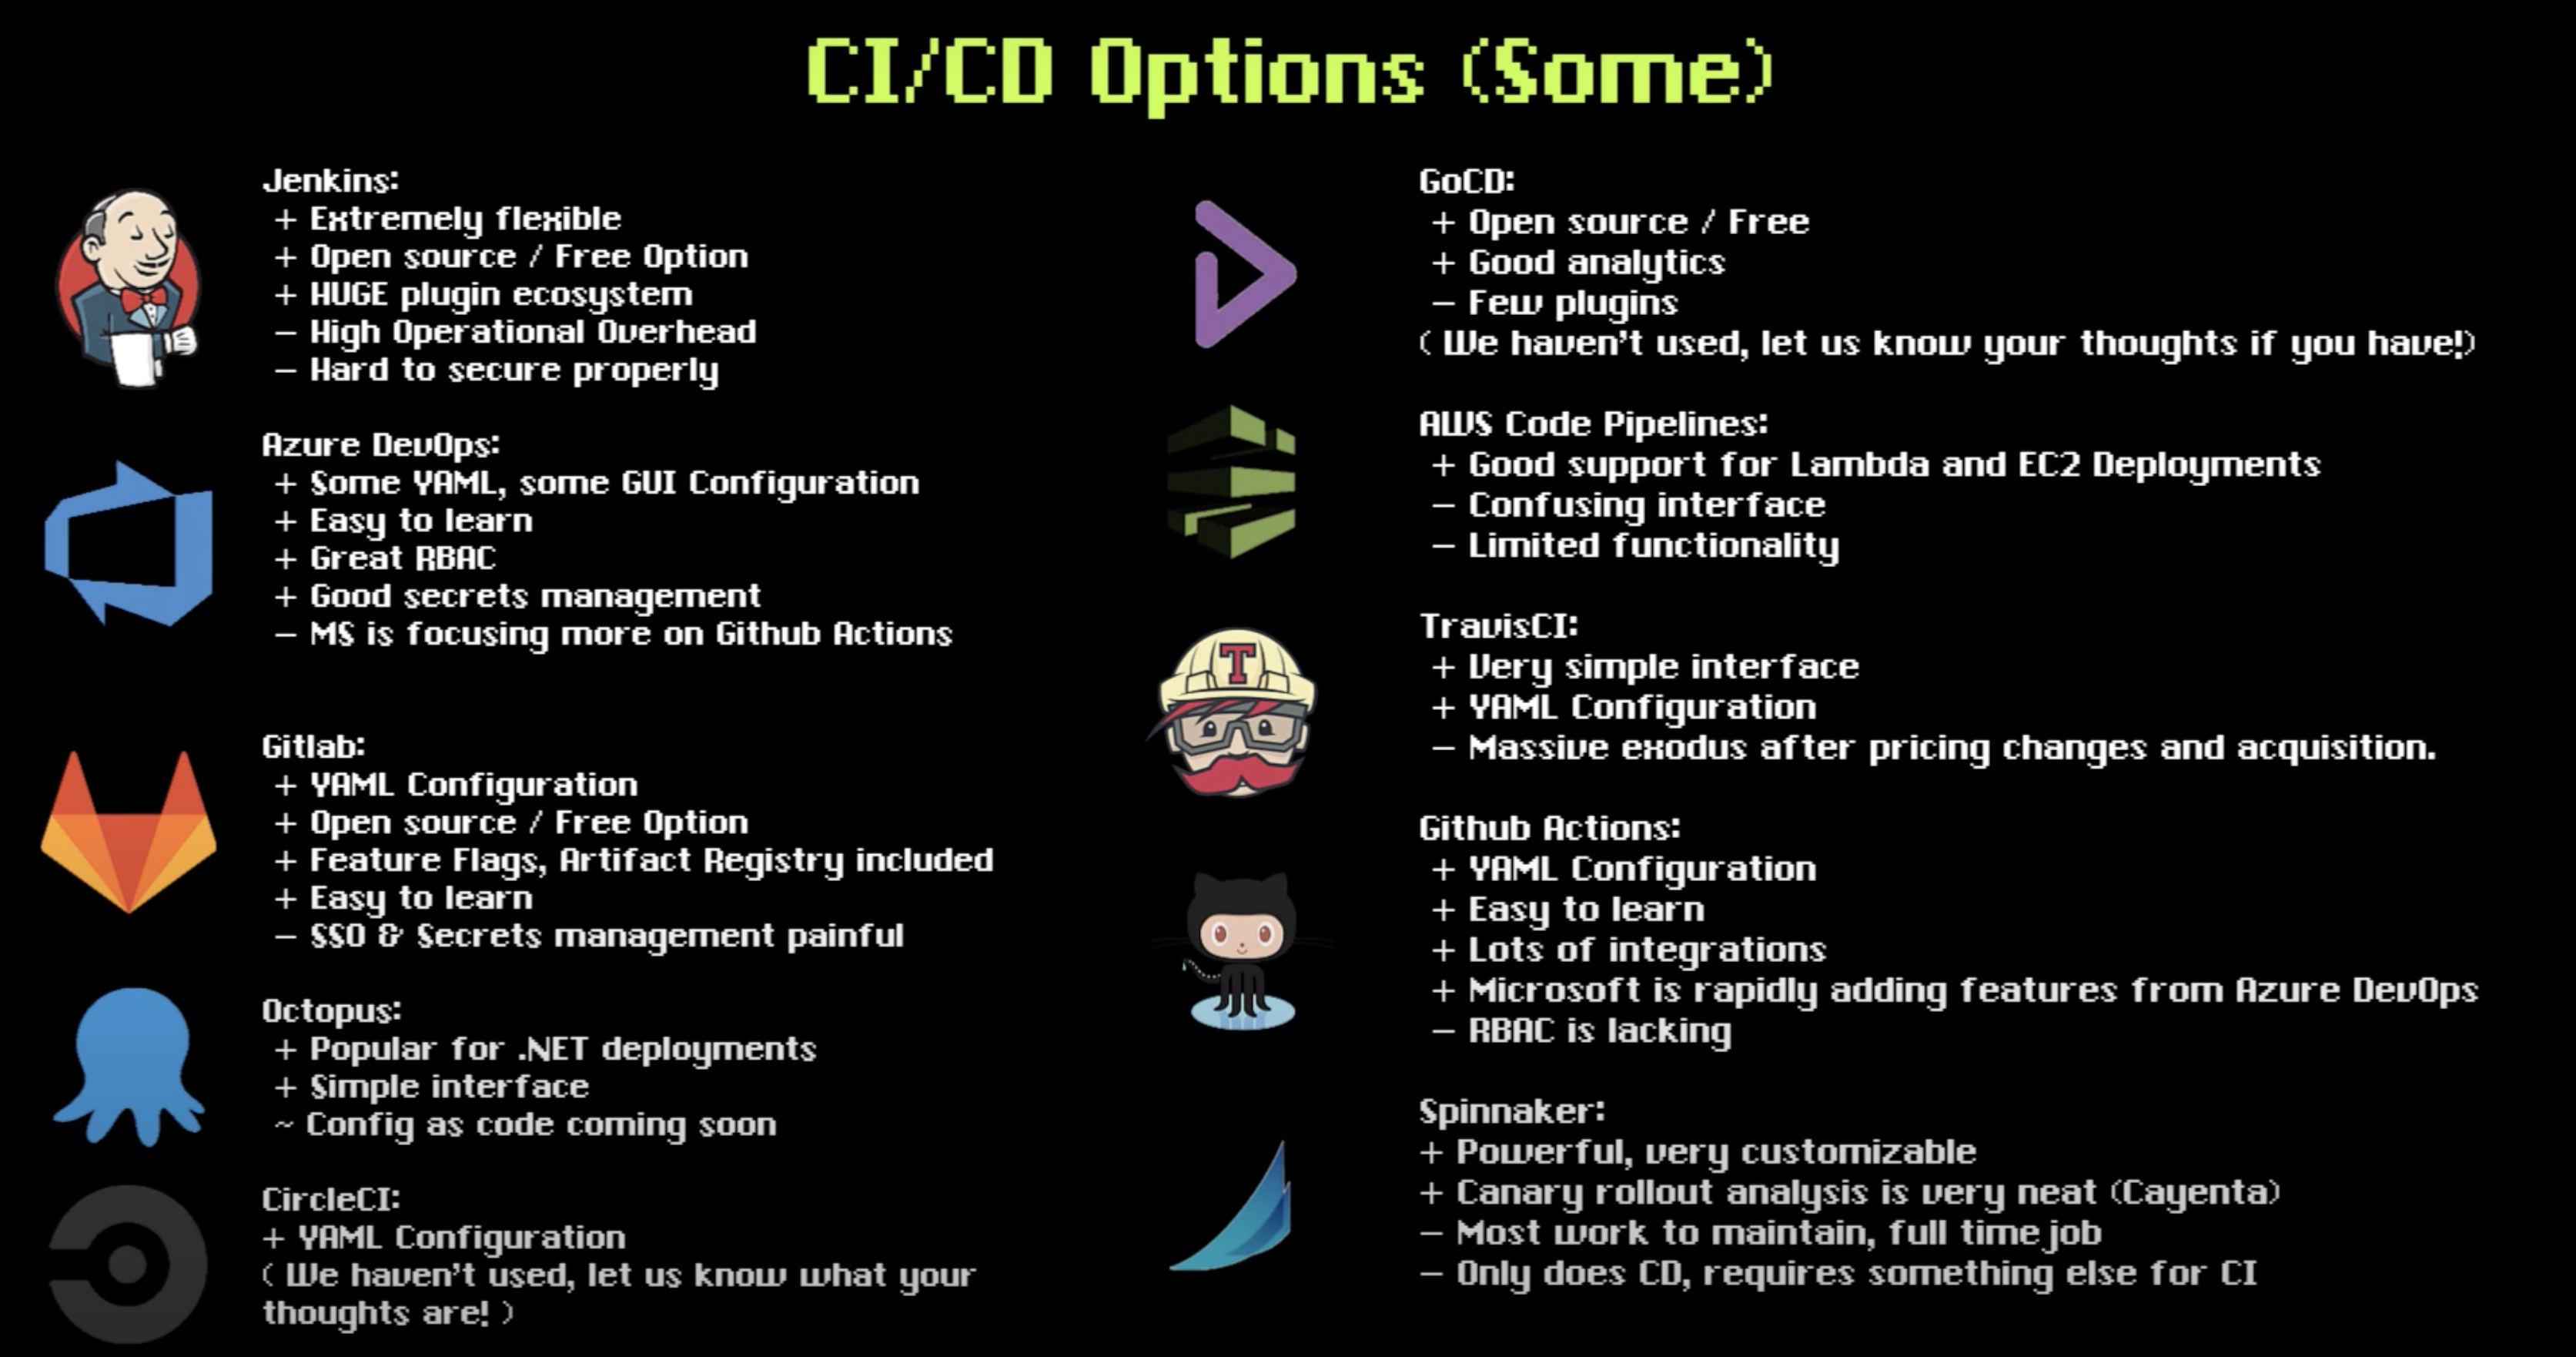 CI/CD Options (Some)
Jenkins:
+ Extremely flexible
+ Open source / Free Option
+ HUGE plugin ecosystem
- High Operational Overhead
- Hard to secure properly
Azure DevOps:
+ Some YAML, some GUI Configuration
+ Easy to learn
+ Great RBAC
+ Good secrets management
- MS is focusing more on Github Actions
Gitlab:
+ YAML Configuration
+ Open source / Free Option
+ Feature Flags, Artifact Registry included
+ Easy to learn
- SSO & Secrets management painful
Octopus:
+ Popular for .NET deployments
+ Simple interface
~ Config as code coming soon
CircleCI:
+ YAML Configuration
( We haven't used, let us know what your
thoughts are! )
GoCD:
+ Open source / Free
+ Good analytics
- Few plugins
( We haven't used, let us know your thoughts if you have!)
AWS Code Pipelines:
+ Good support for Lambda and EC2 Deployments
- Confusing interface
- Limited functionality
T
TravisCI:
+ Very simple interface
+ YAML Configuration
- Massive exodus after pricing changes and acquisition.
Github Actions:
+ YAML Configuration
+ Easy to learn
+ Lots of integrations
+ Microsoft is rapidly adding features from Azure DevOps
- RBAC is lacking
Spinnaker:
+ Powerful, very customizable
+ Canary rollout analysis is very neat (Cayenta)
- Most work to maintain, full time job
- Only does CD, requires something else for CI